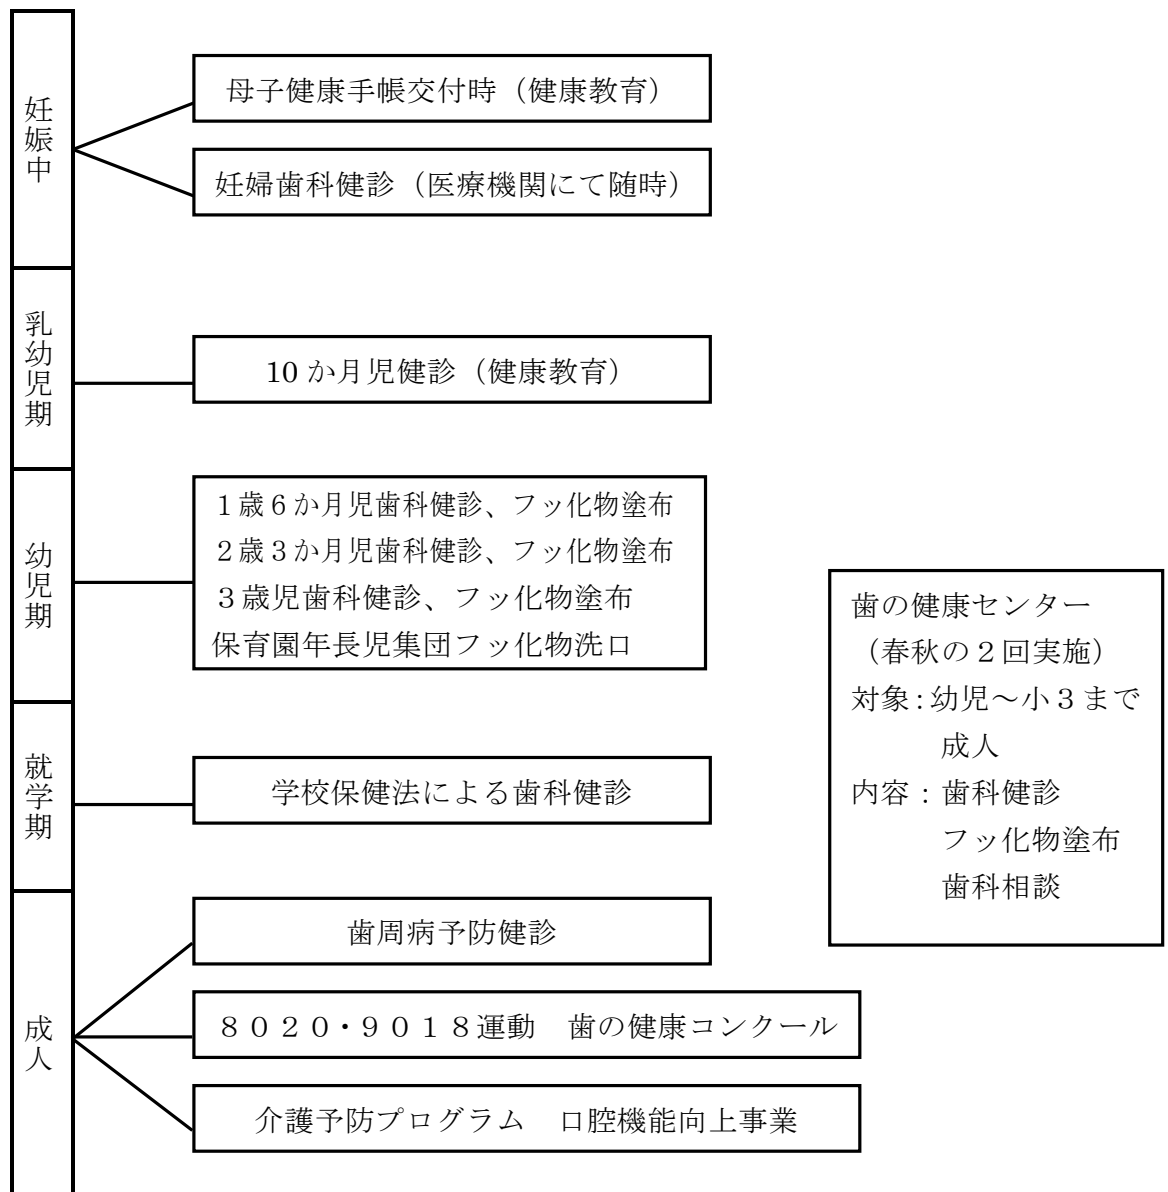 妊娠中
母子健康手帳交付時（健康教育）
妊婦歯科健診（医療機関にて随時）
乳幼児期
10か月児健診（健康教育）
幼児期
１歳６か月児歯科健診、フッ化物塗布
２歳３か月児歯科健診、フッ化物塗布
３歳児歯科健診、フッ化物塗布
保育園年長児集団フッ化物洗口
就学期
学校保健法による歯科健診
成人
歯周病予防健診
８０２０・９０１８運動　歯の健康コンクール
介護予防プログラム　口腔機能向上事業
歯の健康センター
（春秋の２回実施）
対象：幼児～小３まで
成人
内容：歯科健診
フッ化物塗布
歯科相談